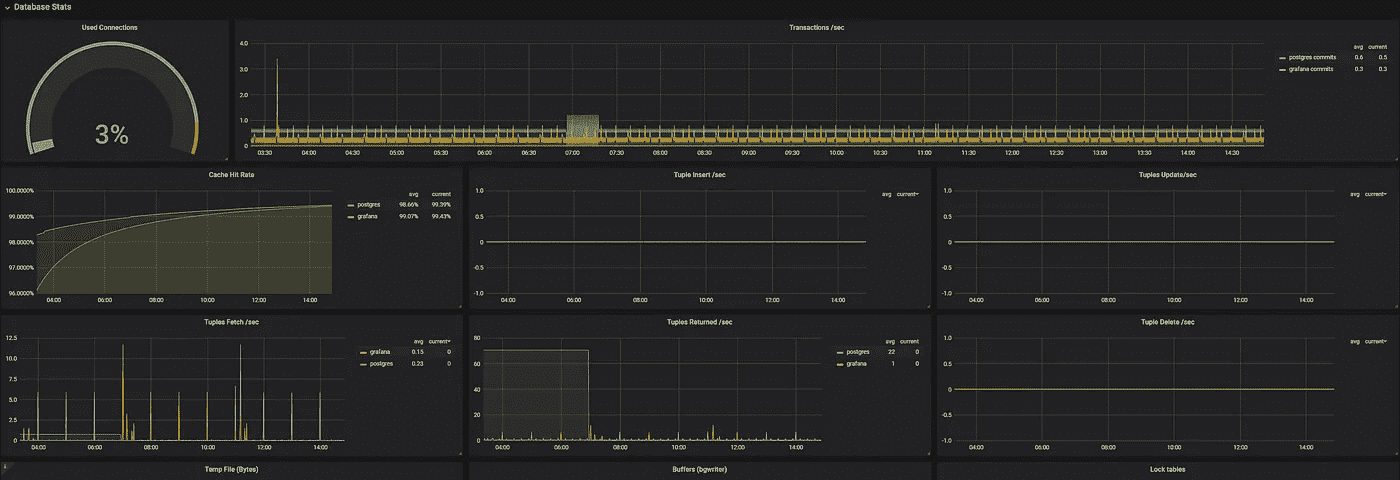 Database Stats
Used Connections
3%
Transactions /sec
4.0
3.0
2.0
1.0
0
03:30 04:00 04:30 05:00 05:30 06:00 06:30 07:00 07:30 08:00 08:30 09:00 09:30 10:00 10:30 11:00 11:30 12:00 12:30 13:00 13:30 14:00 14:30
avg current
postgres commits 0.6 0.5
grafana commits 0.3 0.3
Cache Hit Rate
100.0000%
99.0000%
98.0000%
97.0000%
96.0000%
04:00 06:00 08:00 10:00 12:00 14:00
avg current
postgres 98.66% 99.39%
grafana 99.07% 99.43%
Tuple Insert /sec
1.0
0.5
0
-0.5
-1.0
04:00 06:00 08:00 10:00 12:00 14:00
avg current
Tuples Update/sec
1.0
0.5
0
-0.5
-1.0
04:00 06:00 08:00 10:00 12:00 14:00
avg current
Tuples Fetch /sec
12.5
10.0
7.5
5.0
2.5
0
04:00 06:00 08:00 10:00 12:00 14:00
avg current
grafana 0.15 0
postgres 0.23 0
Tuples Returned /sec
80
60
40
20
0
04:00 06:00 08:00 10:00 12:00 14:00
avg current
postgres 22 0
grafana 1 0
Tuple Delete /sec
1.0
0.5
0
-0.5
-1.0
04:00 06:00 08:00 10:00 12:00 14:00
avg current
i
Temp File (Bytes)
Buffers (bgwriter)
Lock tables